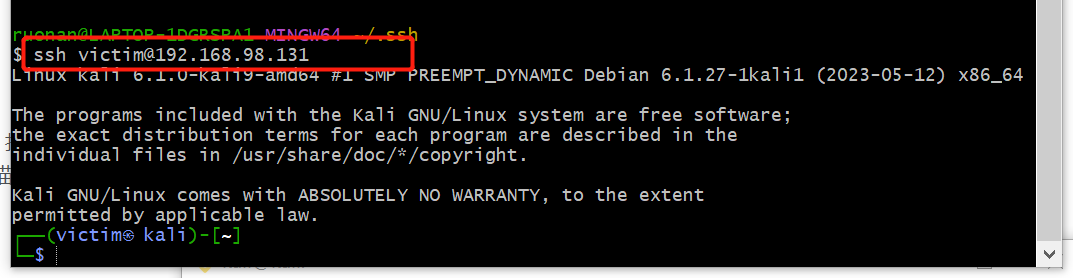 ruonan@LAPTOP-1DGRSPA1 MINGW64 ~/.ssh
$ ssh victim@192.168.98.131
Linux kali 6.1.0-kali9-amd64 #1 SMP PREEMPT_DYNAMIC Debian 6.1.27-1kali1 (2023-05-12) x86_64
The programs included with the Kali GNU/Linux system are free software;
the exact distribution terms for each program are described in the
individual files in /usr/share/doc/*/copyright.
Kali GNU/Linux comes with ABSOLUTELY NO WARRANTY, to the extent
permitted by applicable law.
┌──(victim㉿ kali)-[~]
└─$